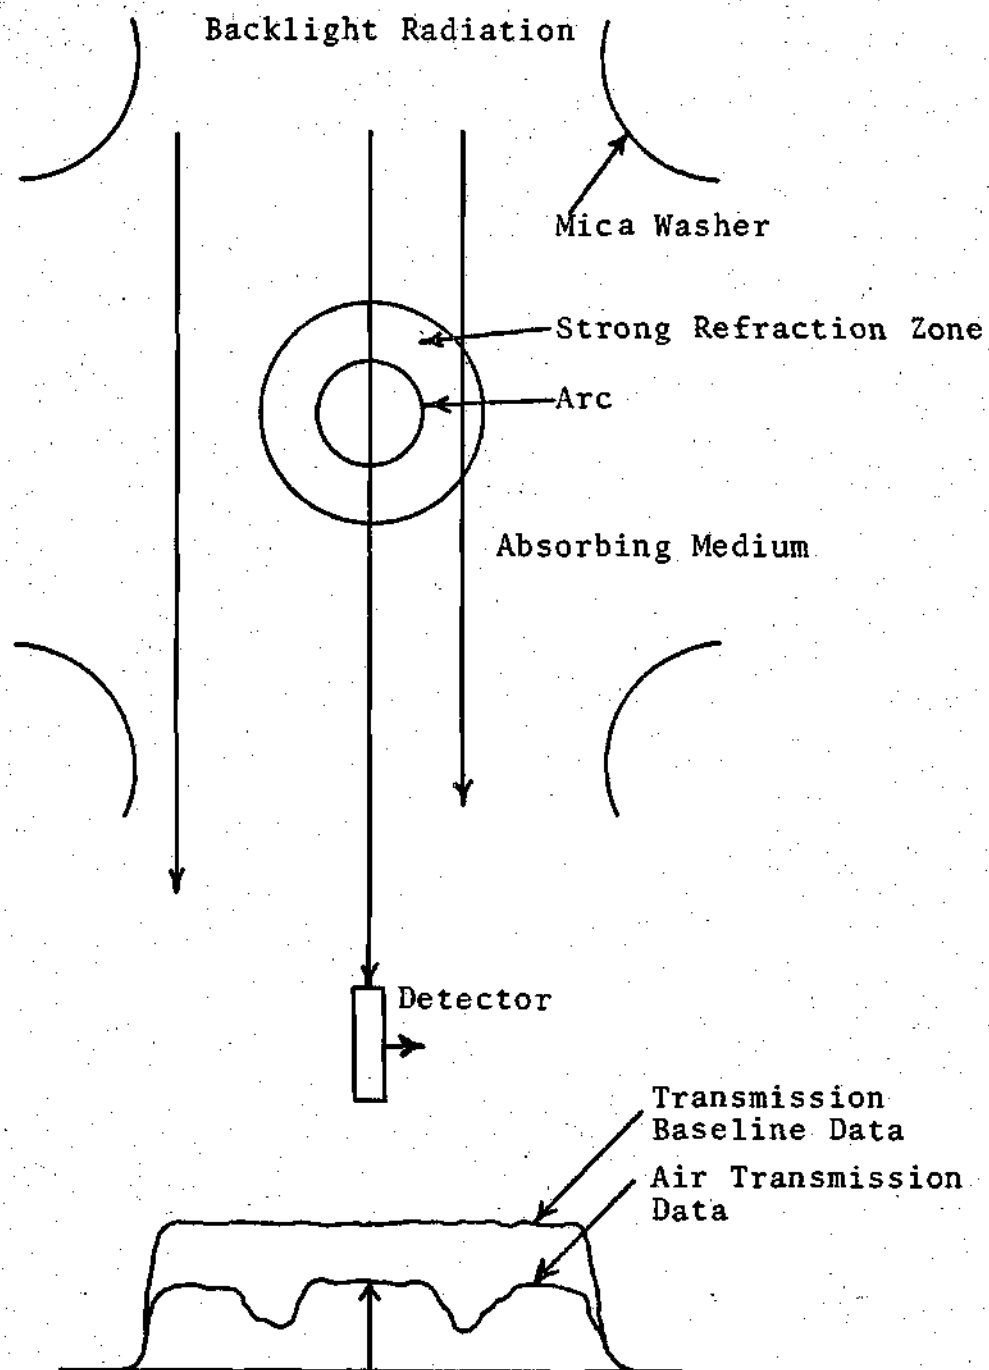 Backlight Radiation
Mica Washer
Strong Refraction Zone
Arc
Absorbing Medium
Detector
Transmission
Baseline Data
Air Transmission
Data